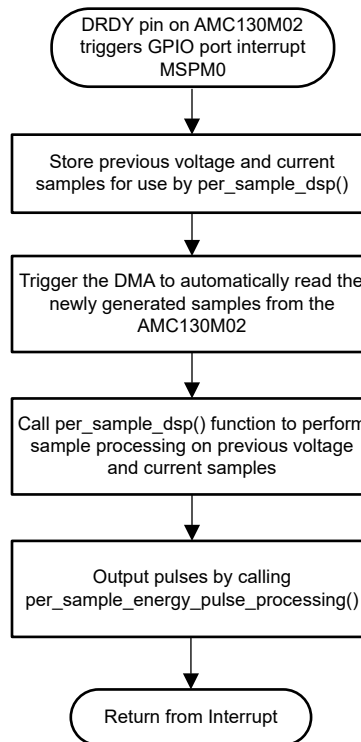 DRDY pin on AMC130M02
triggers GPIO port interrupt
MSPM0
Store previous voltage and current
samples for use by per_sample_dsp()
Trigger the DMA to automatically read the
newly generated samples from the
AMC130M02
Call per_sample_dsp() function to perform
sample processing on previous voltage
and current samples
Output pulses by calling
per_sample_energy_pulse_processing()
Return from Interrupt